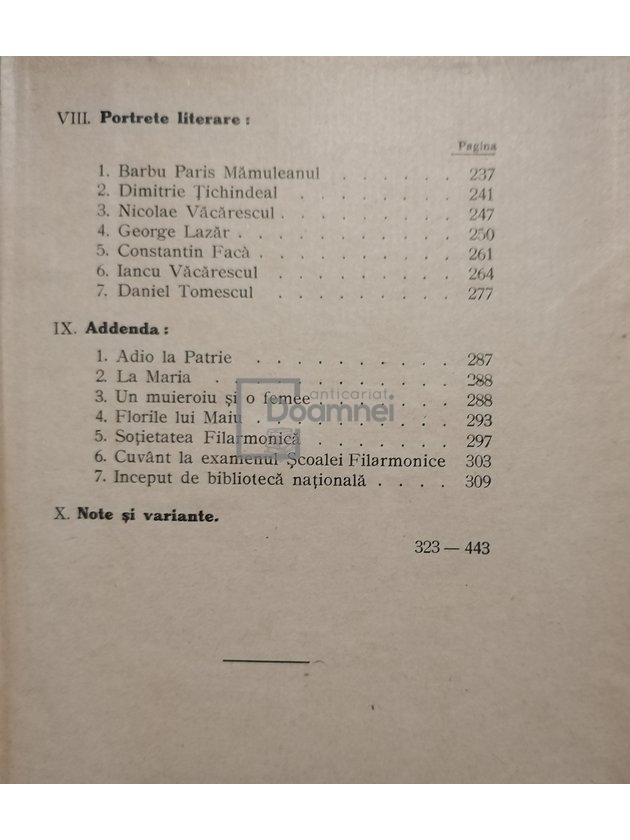 VIII. Portrete literare :
Pagina
1. Barbu Paris Mămuleanul . . . . . . 237
2. Dimitrie Țichindeal . . . . . . . . 241
3. Nicolae Văcărescul . . . . . . . . . 247
4. George Lazăr . . . . . . . . . . . 250
5. Constantin Facà . . . . . . . . . . 261
6. Iancu Văcărescul . . . . . . . . . 264
7. Daniel Tomescul . . . . . . . . . 277
IX. Addenda :
1. Adio la Patrie . . . . . . . . . . 287
2. La Maria . . . . . . . . . . . . 288
3. Un muieroiu și o femee . . . . . . . 288
4. Florile lui Maiu . . . . . . . . . . 293
anticariat
Doamnei
5. Soțietatea Filarmonică . . . . . . . 297
6. Cuvânt la examenul Școalei Filarmonice 303
7. Inceput de bibliotecă națională . . . . 309
X. Note și variante.
323 — 443